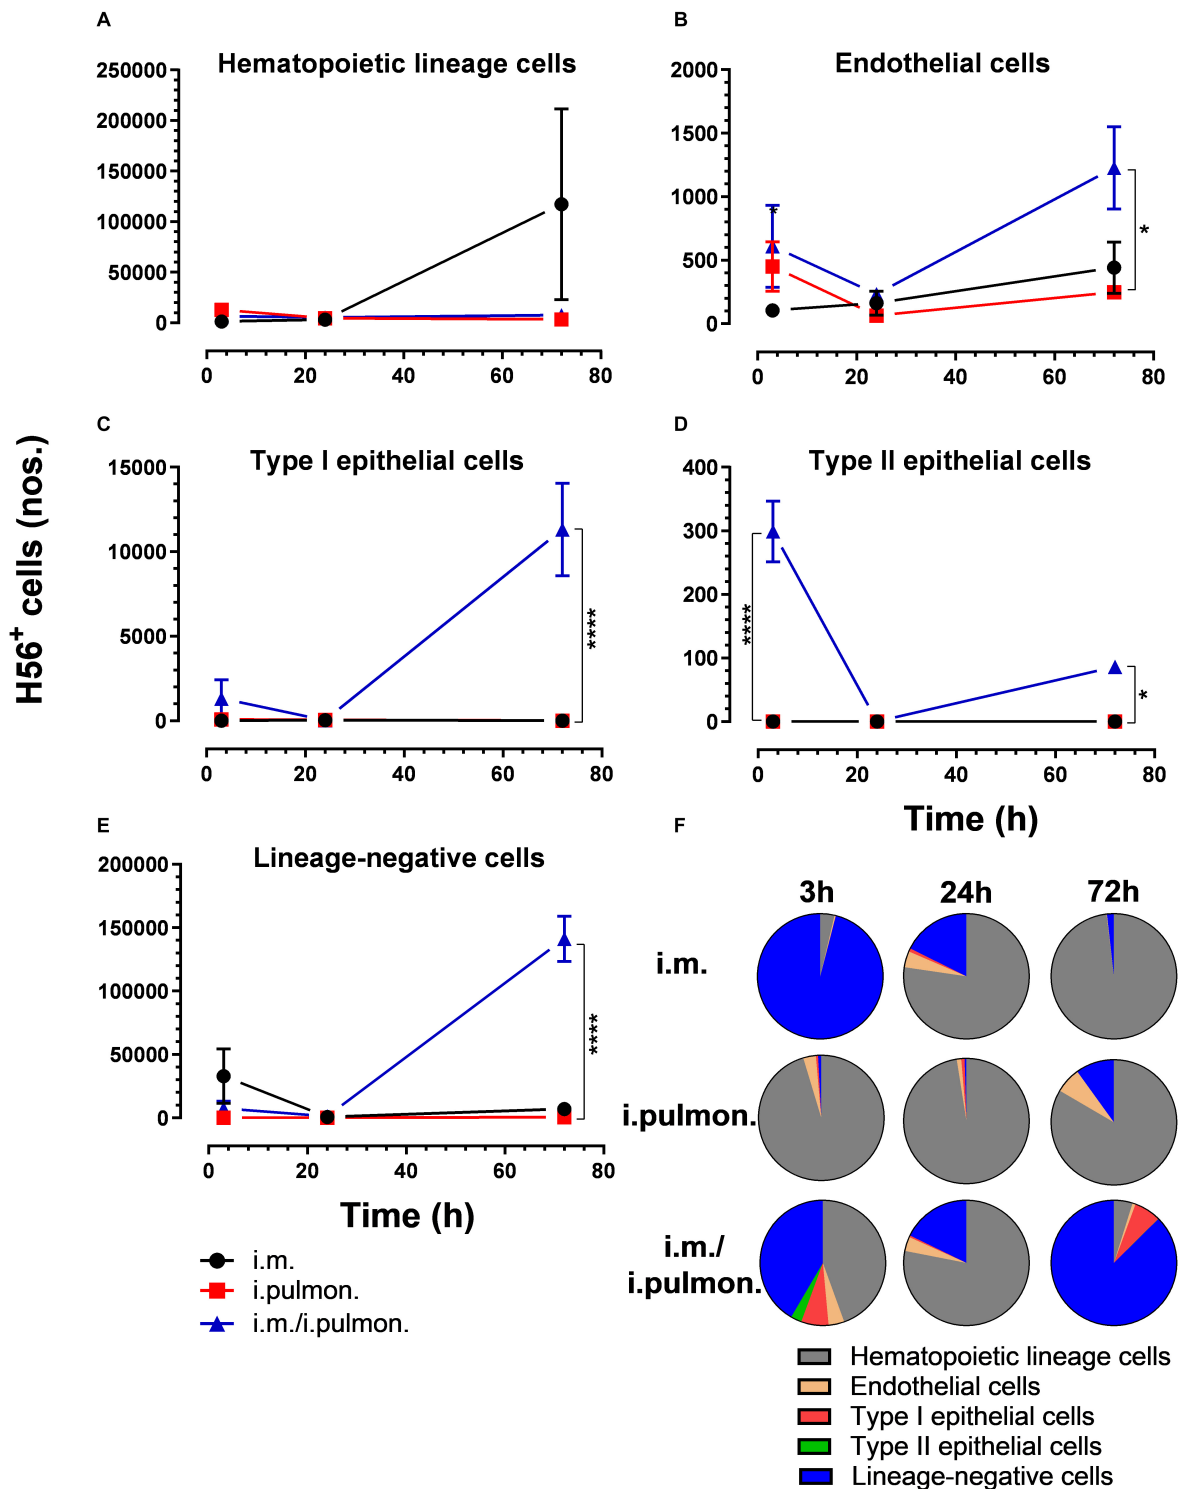 A
Hematopoietic lineage cells
250000
200000
150000
100000
50000
0
0 20 40 60 80
B
Endothelial cells
2000
1500
1000
500
0
*
*
0 20 40 60 80
H56+ cells (nos.)
C
Type I epithelial cells
15000
10000
5000
0
****
0 20 40 60 80
D
Type II epithelial cells
400
300
200
100
0
****
*
0 20 40 60 80
Time (h)
E
Lineage-negative cells
200000
150000
100000
50000
0
****
0 20 40 60 80
Time (h)
i.m.
i.pulmon.
i.m./i.pulmon.
F
3h 24h 72h
i.m.
i.pulmon.
i.m./
i.pulmon.
Hematopoietic lineage cells
Endothelial cells
Type I epithelial cells
Type II epithelial cells
Lineage-negative cells